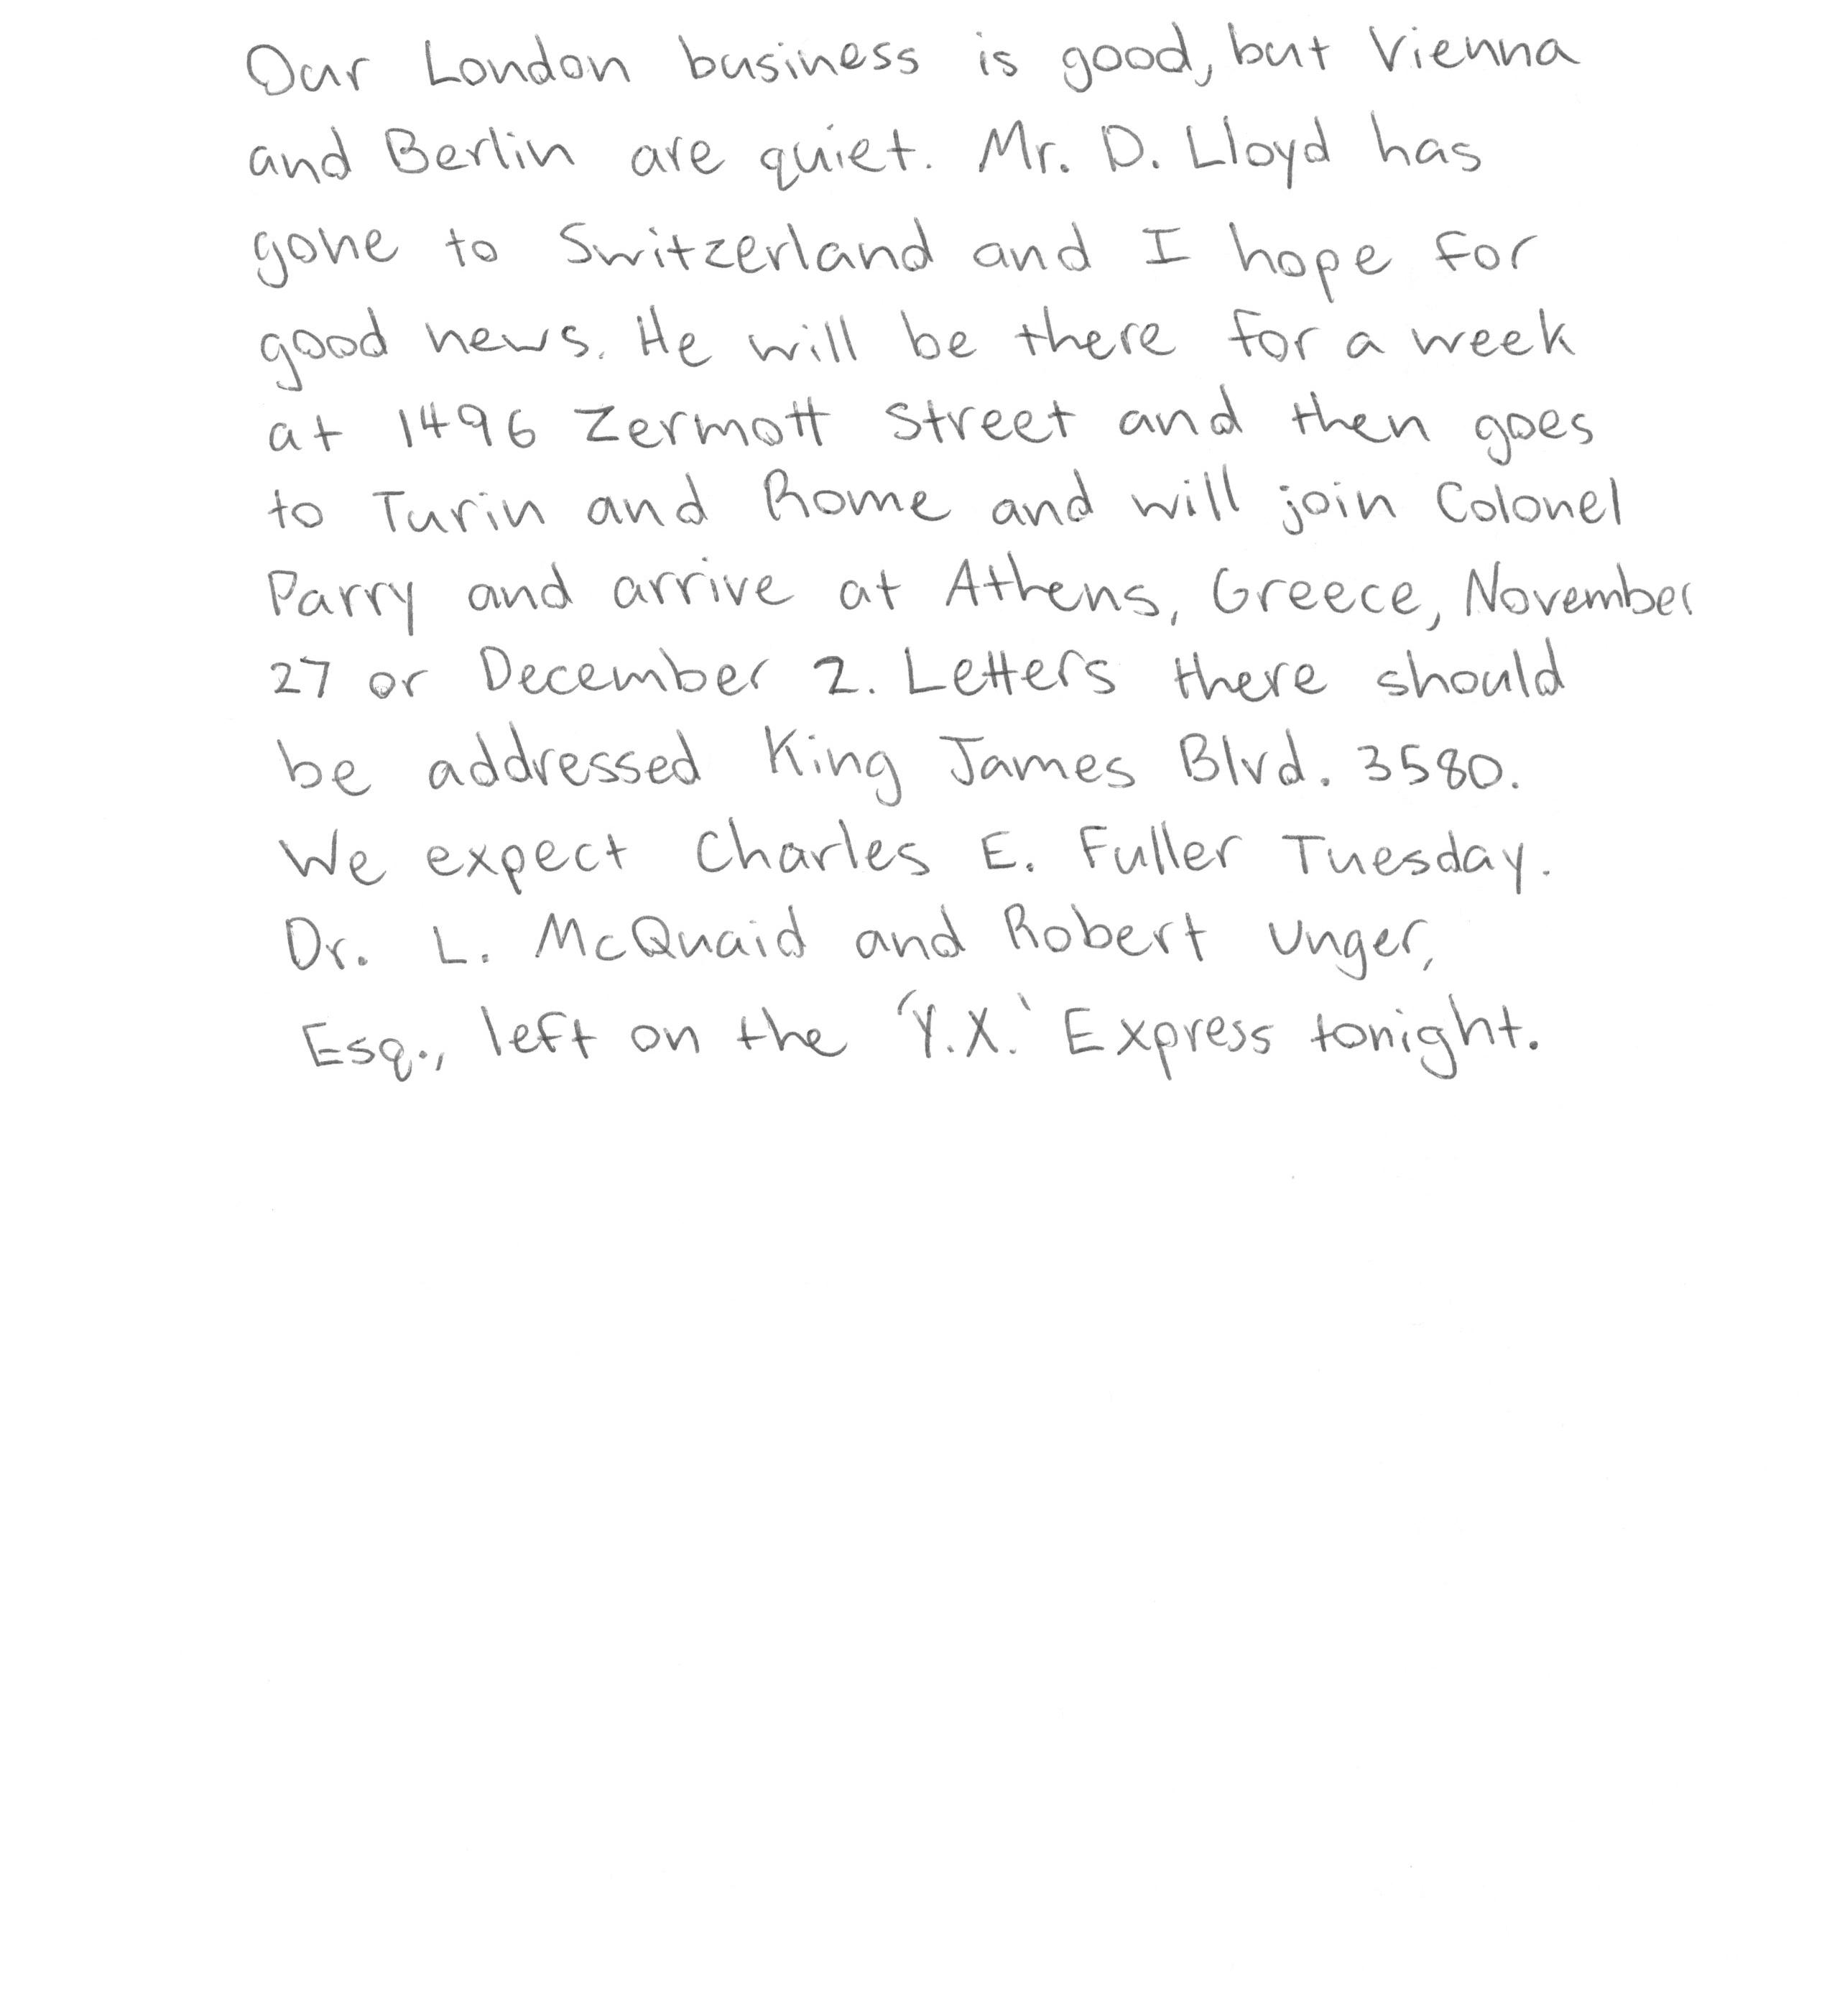 Our London business is good, but Vienna
and Berlin are quiet. Mr. D. Lloyd has
gone to Switzerland and I hope for
good news. He will be there for a week
at 1496 Zermott Street and then goes
to Turin and Rome and will join Colonel
Parry and arrive at Athens, Greece, November
27 or December 2. Letters there should
be addressed King James Blvd. 3580.
We expect Charles E. Fuller Tuesday.
Dr. L. McQuaid and Robert Unger,
Esq., left on the 'Y.X.' Express tonight.